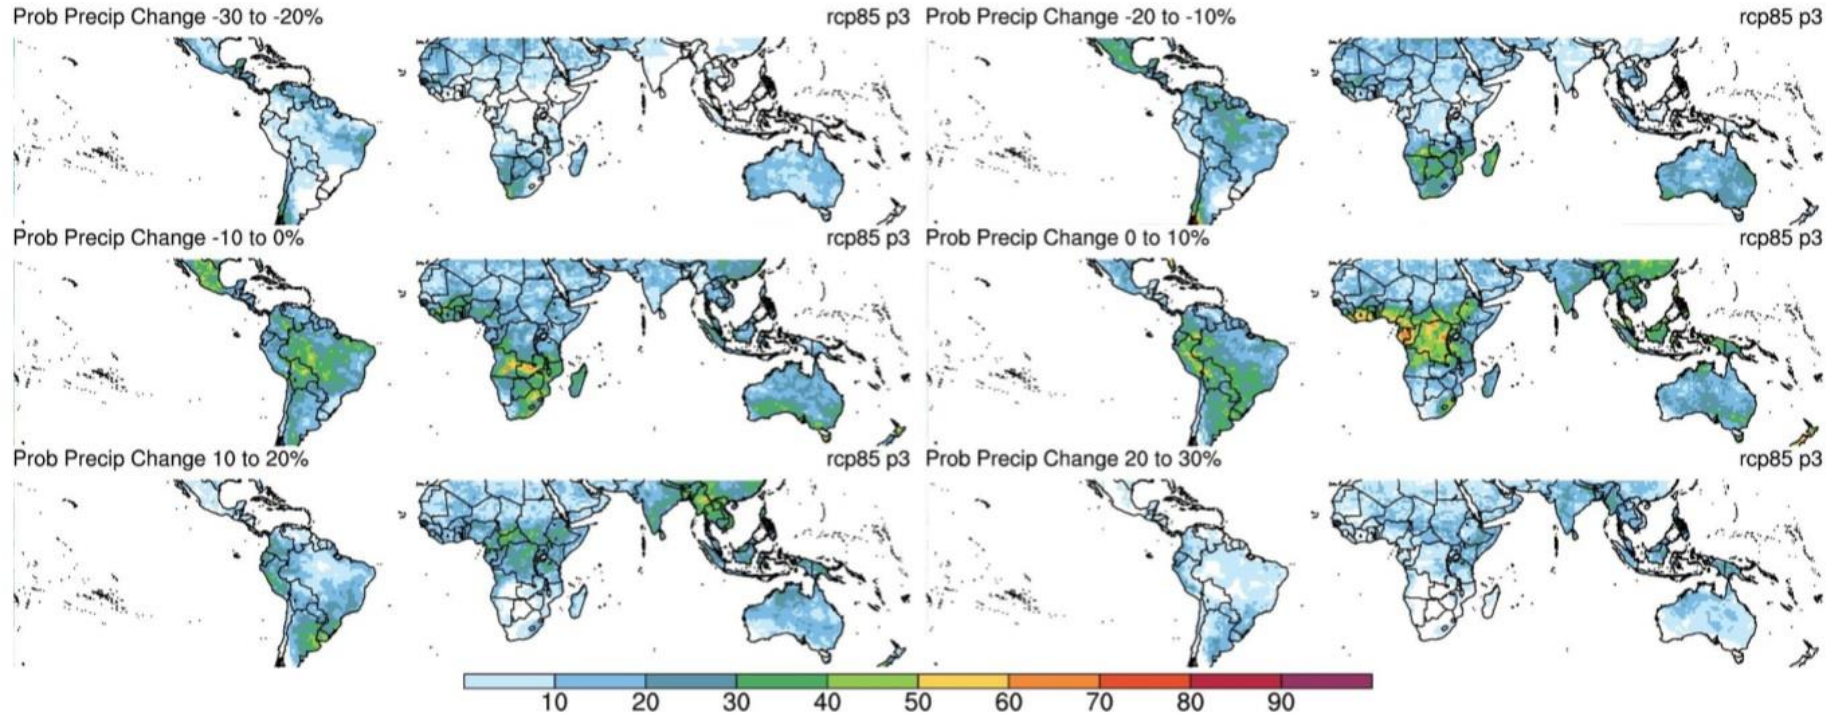 Prob Precip Change -30 to -20% rcp85 p3 Prob Precip Change -20 to -10% rcp85 p3
Prob Precip Change -10 to 0% rcp85 p3 Prob Precip Change 0 to 10% rcp85 p3
Prob Precip Change 10 to 20% rcp85 p3 Prob Precip Change 20 to 30% rcp85 p3
10 20 30 40 50 60 70 80 90